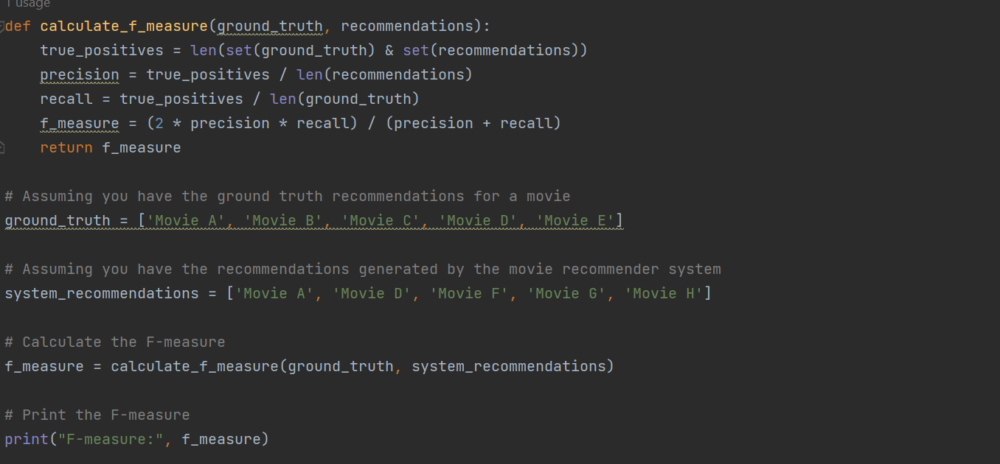 1 usage
def calculate_f_measure(ground_truth, recommendations):
    true_positives = len(set(ground_truth) & set(recommendations))
    precision = true_positives / len(recommendations)
    recall = true_positives / len(ground_truth)
    f_measure = (2 * precision * recall) / (precision + recall)
    return f_measure
# Assuming you have the ground truth recommendations for a movie
ground_truth = ['Movie A', 'Movie B', 'Movie C', 'Movie D', 'Movie E']
# Assuming you have the recommendations generated by the movie recommender system
system_recommendations = ['Movie A', 'Movie D', 'Movie F', 'Movie G', 'Movie H']
# Calculate the F-measure
f_measure = calculate_f_measure(ground_truth, system_recommendations)
# Print the F-measure
print("F-measure:", f_measure)